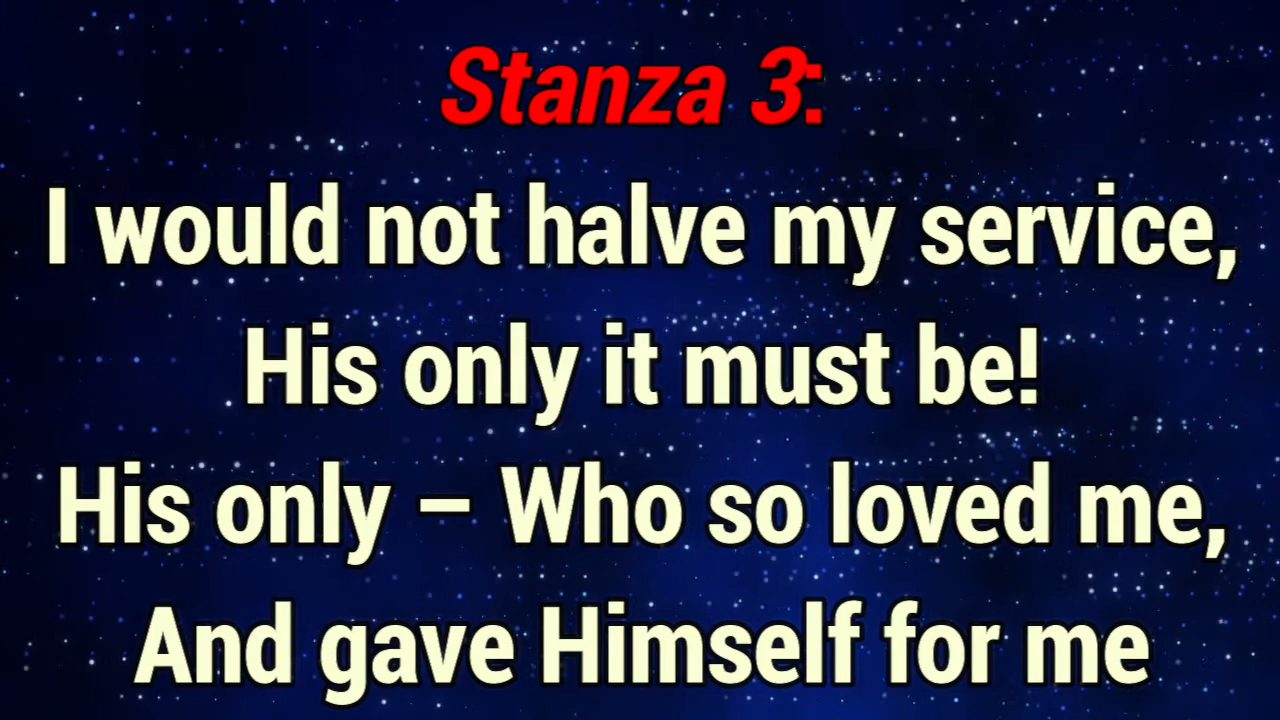 Stanza 3:
I would not halve my service,
His only it must be!
His only – Who so loved me,
And gave Himself for me